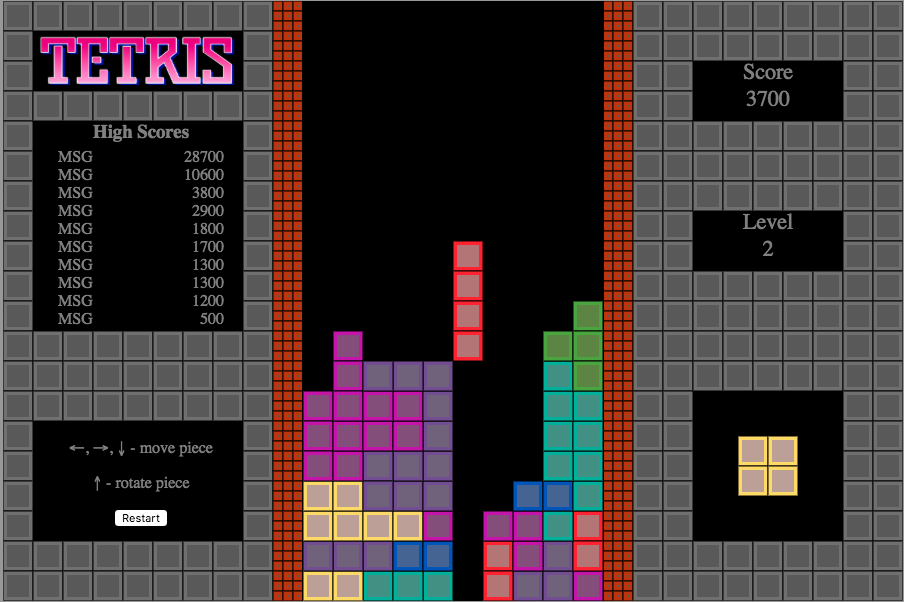 TETRIS
High Scores
MSG 28700
MSG 10600
MSG 3800
MSG 2900
MSG 1800
MSG 1700
MSG 1300
MSG 1300
MSG 1200
MSG 500
←, →, ↓ - move piece
↑ - rotate piece
Restart
Score
3700
Level
2